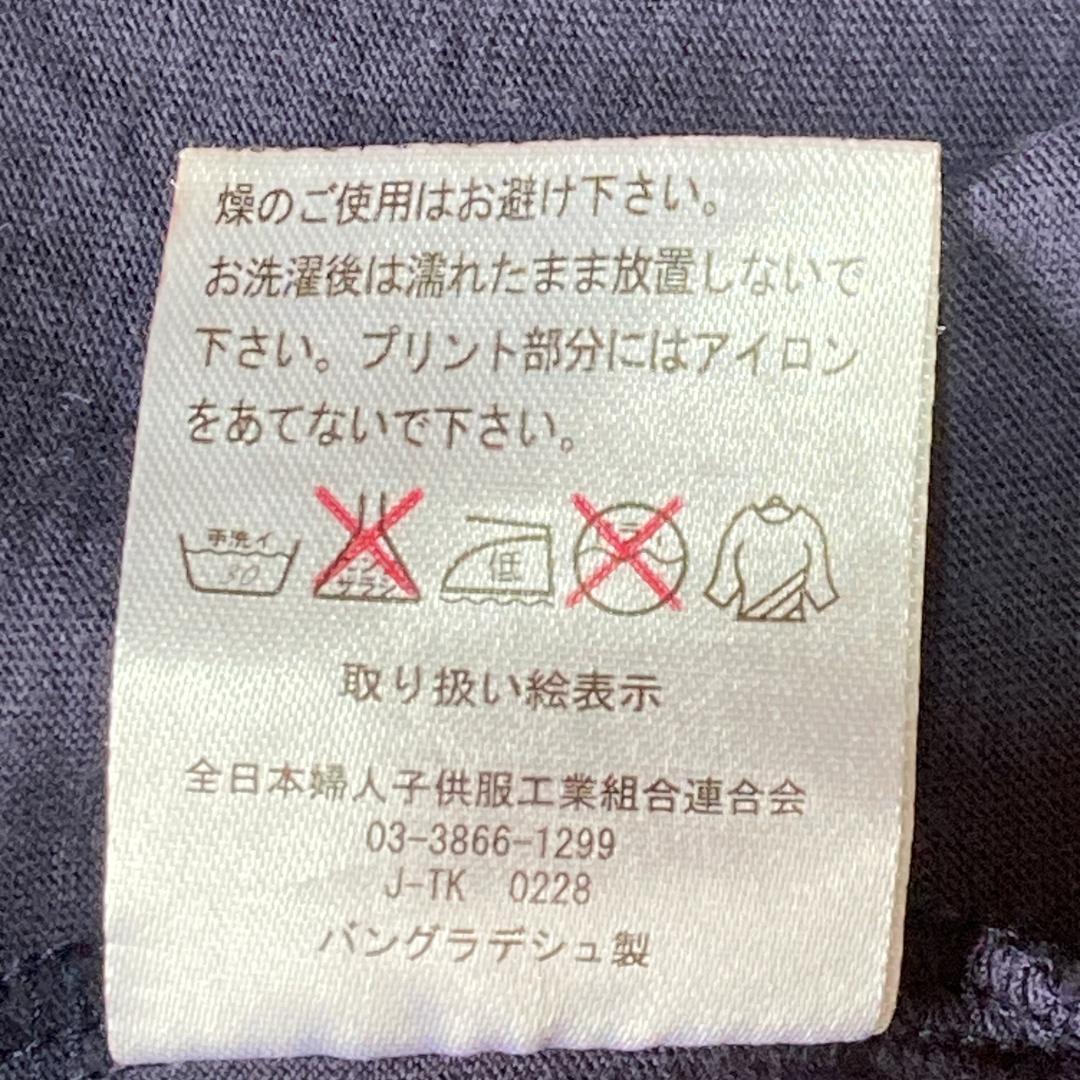 燥のご使用はお避け下さい。
お洗濯後は濡れたまま放置しないで
下さい。プリント部分にはアイロン
をあてないで下さい。
手洗イ
30
サラシ
低
取り扱い絵表示
全日本婦人子供服工業組合連合会
03-3866-1299
J-TK 0228
バングラデシュ製